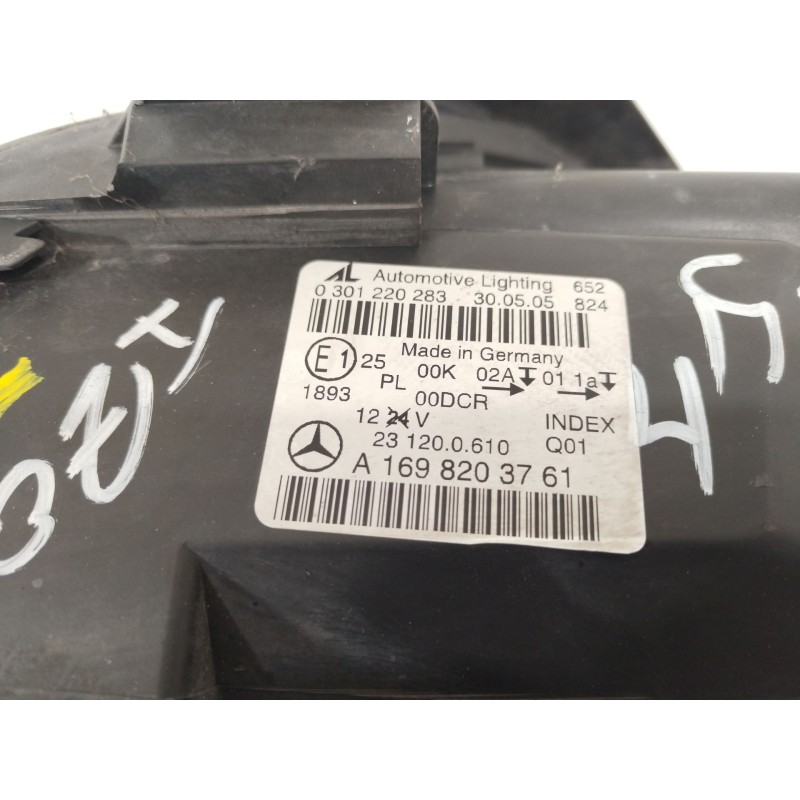 AL Automotive Lighting 652
0 301 220 283 30.05.05 824
Made in Germany
E1 25 00K 02A 01 1a
PL 00DCR
1893
12 24 V INDEX
23 120.0.610 Q01
A 169 820 37 61